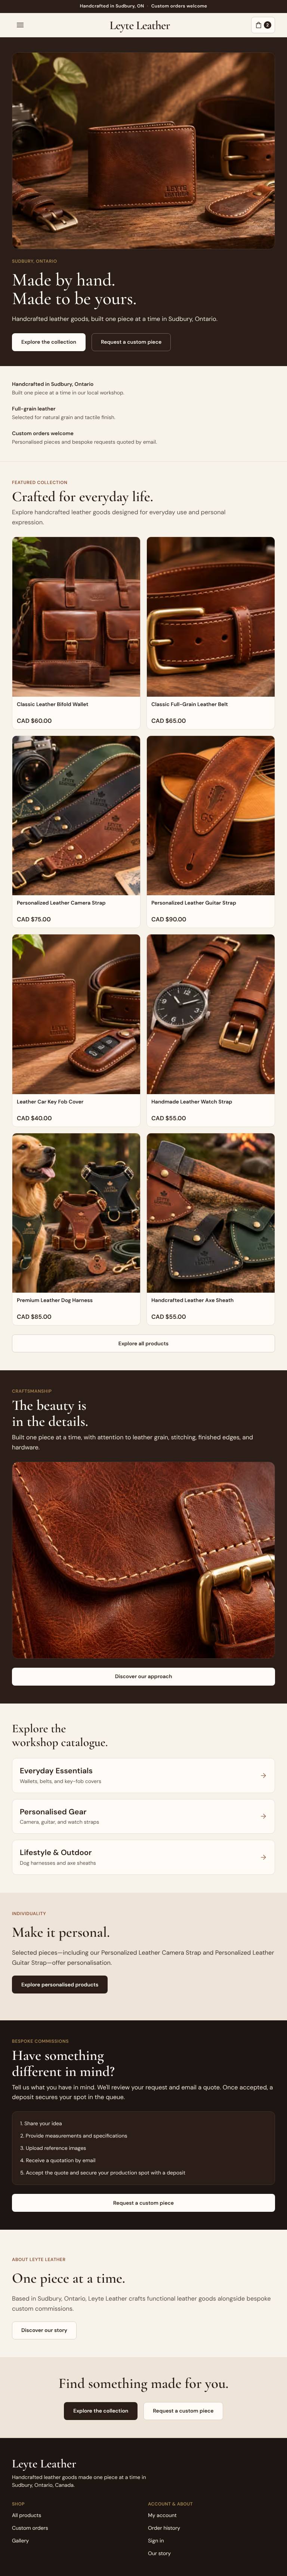 Handcrafted in Sudbury, ON · Custom orders welcome
Leyte Leather
LEYTE
LEATHER
SUDBURY, ONTARIO
Made by hand.
Made to be yours.
Handcrafted leather goods, built one piece at a time in Sudbury, Ontario.
Explore the collection
Request a custom piece
Handcrafted in Sudbury, Ontario
Built one piece at a time in our local workshop.
Full-grain leather
Selected for natural grain and tactile finish.
Custom orders welcome
Personalised pieces and bespoke requests quoted by email.
FEATURED COLLECTION
Crafted for everyday life.
Explore handcrafted leather goods designed for everyday use and personal
expression.
Classic Leather Bifold Wallet
CAD $60.00
Classic Full-Grain Leather Belt
CAD $65.00
Personalized Leather Camera Strap
CAD $75.00
Personalized Leather Guitar Strap
CAD $90.00
Leather Car Key Fob Cover
CAD $40.00
Handmade Leather Watch Strap
CAD $55.00
Premium Leather Dog Harness
CAD $85.00
Handcrafted Leather Axe Sheath
CAD $55.00
Explore all products
CRAFTSMANSHIP
The beauty is
in the details.
Built one piece at a time, with attention to leather grain, stitching, finished edges, and
hardware.
Discover our approach
Explore the
workshop catalogue.
Everyday Essentials
Wallets, belts, and key-fob covers
Personalised Gear
Camera, guitar, and watch straps
Lifestyle & Outdoor
Dog harnesses and axe sheaths
INDIVIDUALITY
Make it personal.
Selected pieces—including our Personalized Leather Camera Strap and Personalized Leather
Guitar Strap—offer personalisation.
Explore personalised products
BESPOKE COMMISSIONS
Have something
different in mind?
Tell us what you have in mind. We'll review your request and email a quote. Once accepted, a
deposit secures your spot in the queue.
1. Share your idea
2. Provide measurements and specifications
3. Upload reference images
4. Receive a quotation by email
5. Accept the quote and secure your production spot with a deposit
Request a custom piece
ABOUT LEYTE LEATHER
One piece at a time.
Based in Sudbury, Ontario, Leyte Leather crafts functional leather goods alongside bespoke
custom commissions.
Discover our story
Find something made for you.
Explore the collection
Request a custom piece
Leyte Leather
Handcrafted leather goods made one piece at a time in
Sudbury, Ontario, Canada.
SHOP
All products
Custom orders
Gallery
ACCOUNT & ABOUT
My account
Order history
Sign in
Our story